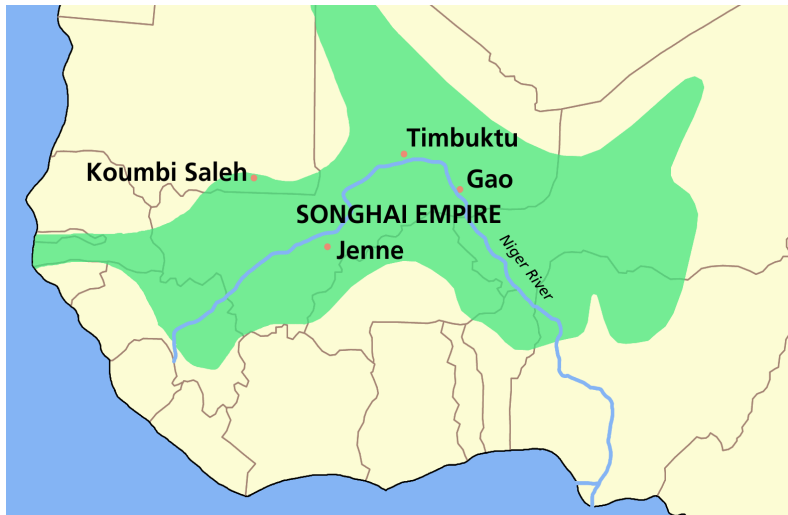 Timbuktu
Koumbi Saleh
Gao
SONGHAI EMPIRE
Jenne
Niger River